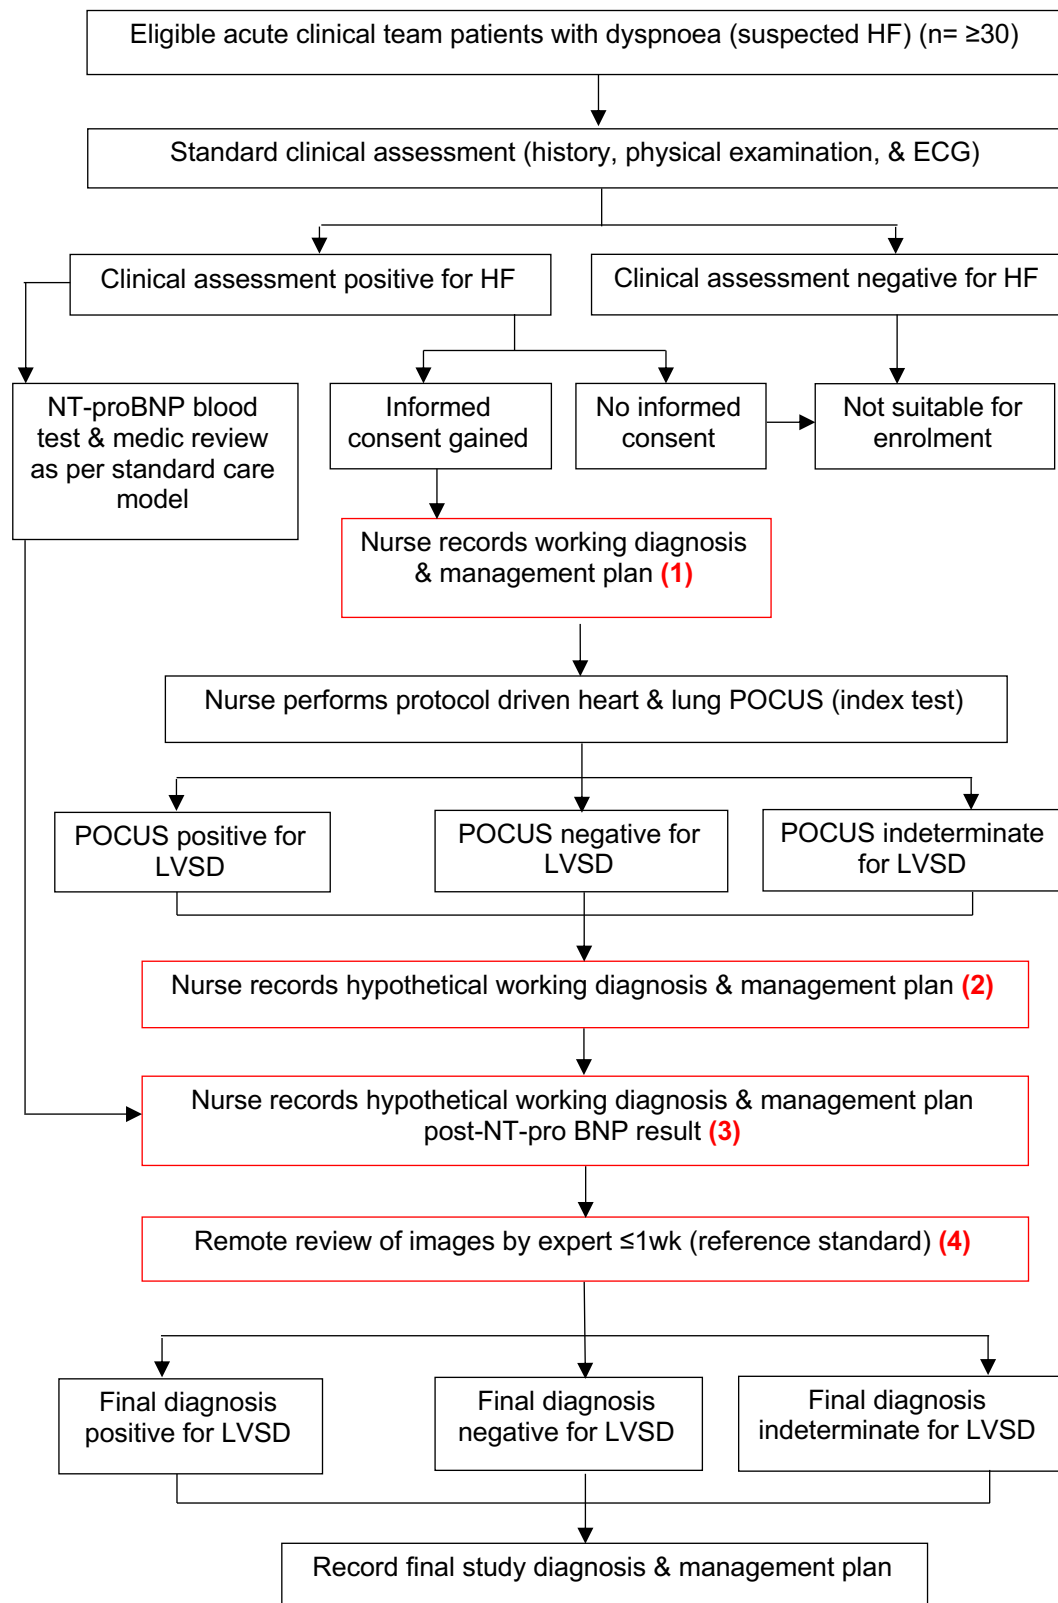 Eligible acute clinical team patients with dyspnoea (suspected HF) (n= ≥30)
Standard clinical assessment (history, physical examination, & ECG)
Clinical assessment positive for HF
Clinical assessment negative for HF
NT-proBNP blood
test & medic review
as per standard care
model
Informed
consent gained
No informed
consent
Not suitable for
enrolment
Nurse records working diagnosis
& management plan (1)
Nurse performs protocol driven heart & lung POCUS (index test)
POCUS positive for
LVSD
POCUS negative for
LVSD
POCUS indeterminate
for LVSD
Nurse records hypothetical working diagnosis & management plan (2)
Nurse records hypothetical working diagnosis & management plan
post-NT-pro BNP result (3)
Remote review of images by expert ≤1wk (reference standard) (4)
Final diagnosis
positive for LVSD
Final diagnosis
negative for LVSD
Final diagnosis
indeterminate for LVSD
Record final study diagnosis & management plan